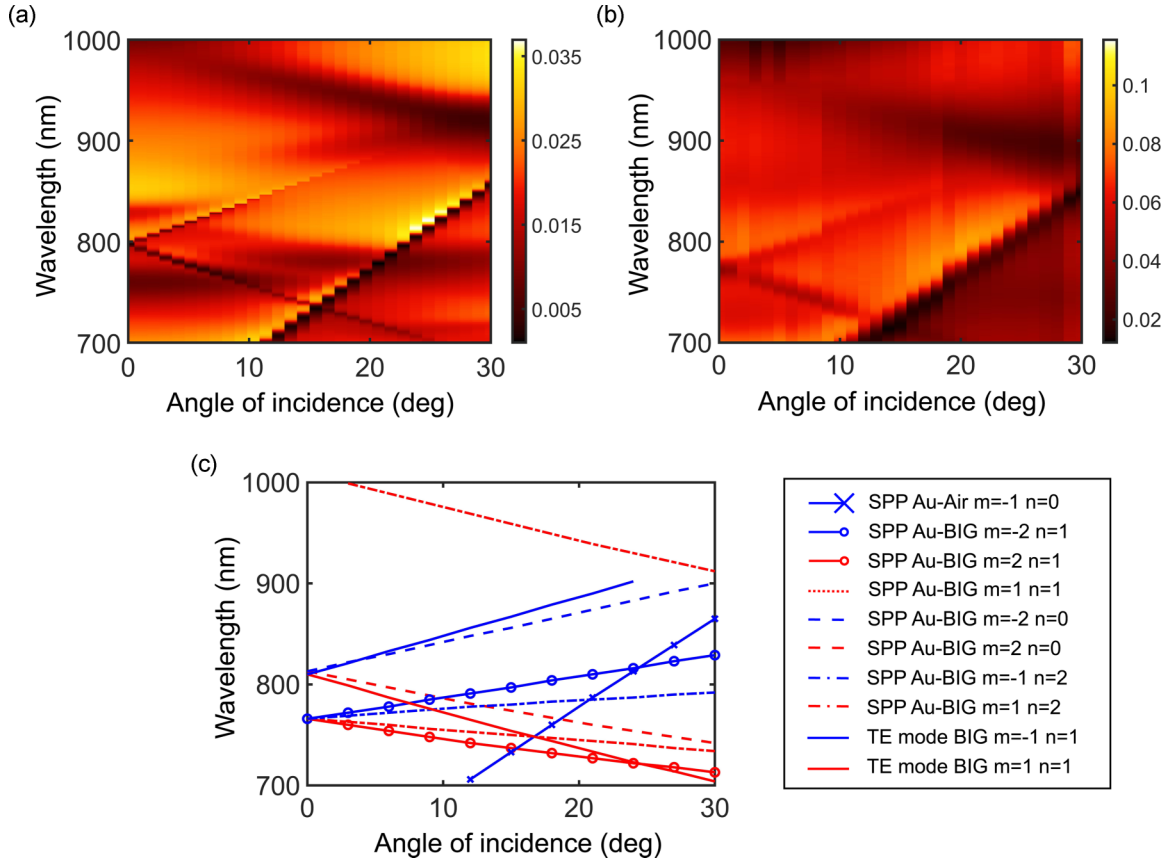 (a)
1000
900
800
700
Wavelength (nm)
0
10
20
30
Angle of incidence (deg)
0.035
0.025
0.015
0.005
(b)
1000
900
800
700
Wavelength (nm)
0
10
20
30
Angle of incidence (deg)
0.1
0.08
0.06
0.04
0.02
(c)
1000
900
800
700
Wavelength (nm)
0
10
20
30
Angle of incidence (deg)
SPP Au-Air m=-1 n=0
SPP Au-BIG m=-2 n=1
SPP Au-BIG m=2 n=1
SPP Au-BIG m=1 n=1
SPP Au-BIG m=-2 n=0
SPP Au-BIG m=2 n=0
SPP Au-BIG m=-1 n=2
SPP Au-BIG m=1 n=2
TE mode BIG m=-1 n=1
TE mode BIG m=1 n=1